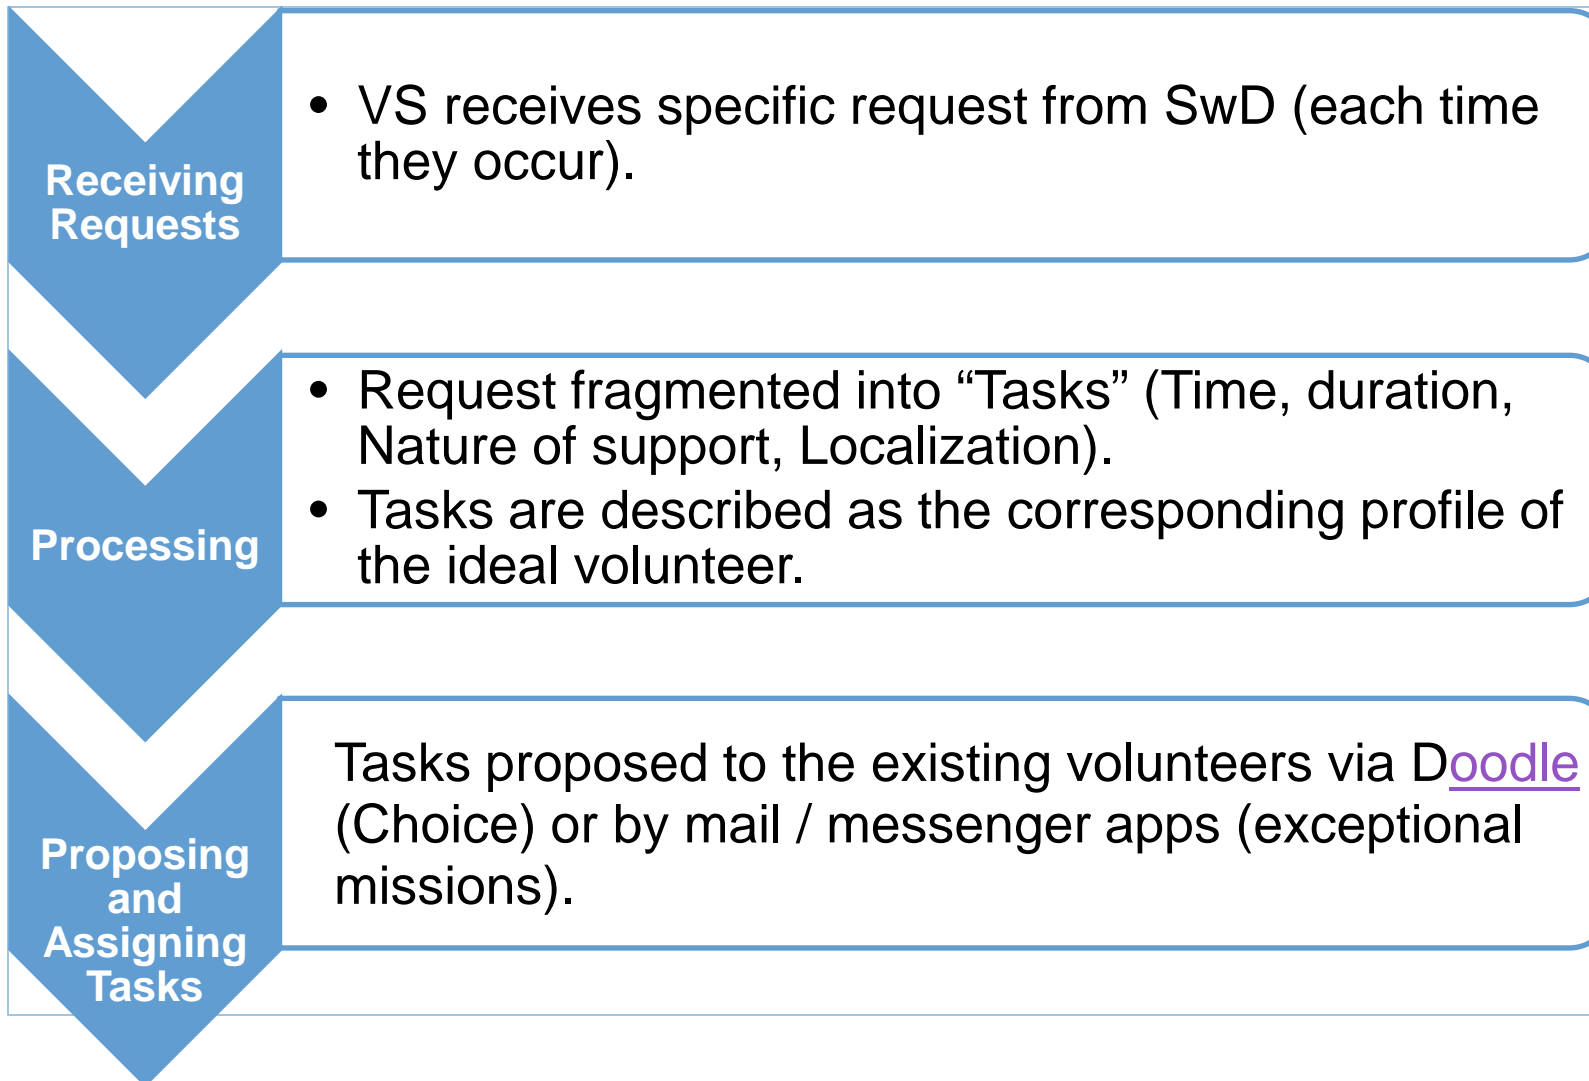 Receiving
Requests
• VS receives specific request from SwD (each time
they occur).
Processing
• Request fragmented into “Tasks” (Time, duration,
Nature of support, Localization).
• Tasks are described as the corresponding profile of
the ideal volunteer.
Proposing
and
Assigning
Tasks
Tasks proposed to the existing volunteers via Doodle
(Choice) or by mail / messenger apps (exceptional
missions).